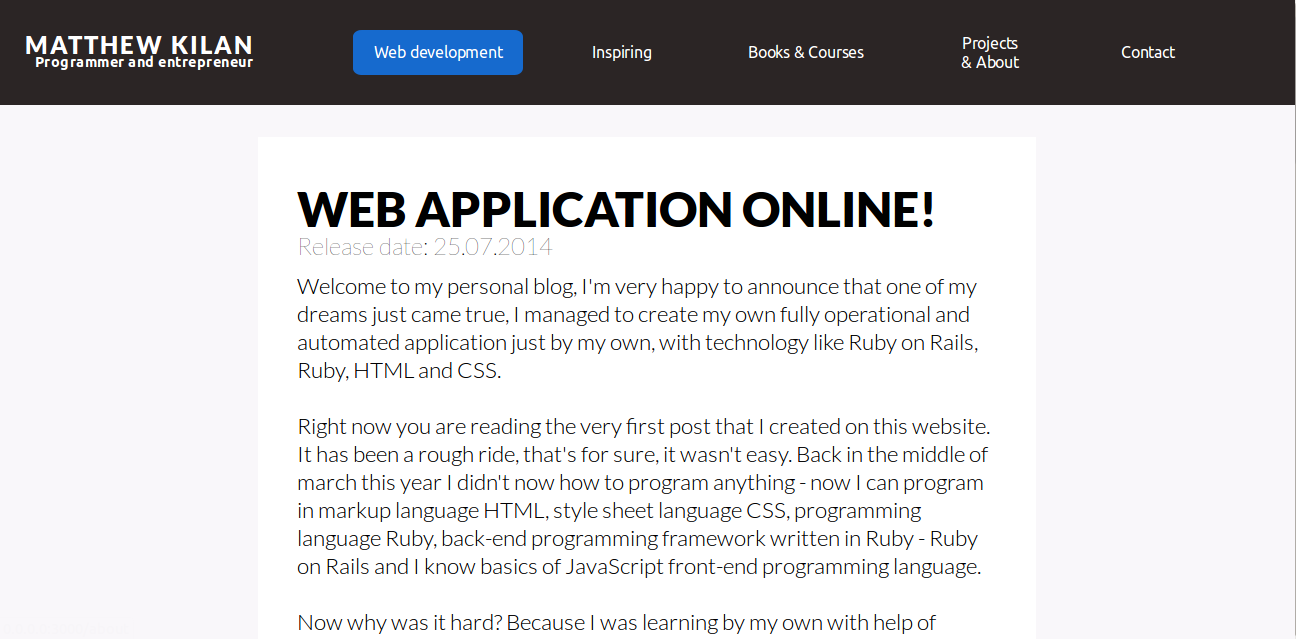 MATTHEW KILAN
Programmer and entrepreneur
Web development
Inspiring
Books & Courses
Projects
& About
Contact
WEB APPLICATION ONLINE!
Release date: 25.07.2014
Welcome to my personal blog, I'm very happy to announce that one of my
dreams just came true, I managed to create my own fully operational and
automated application just by my own, with technology like Ruby on Rails,
Ruby, HTML and CSS.
Right now you are reading the very first post that I created on this website.
It has been a rough ride, that's for sure, it wasn't easy. Back in the middle of
march this year I didn't now how to program anything - now I can program
in markup language HTML, style sheet language CSS, programming
language Ruby, back-end programming framework written in Ruby - Ruby
on Rails and I know basics of JavaScript front-end programming language.
Now why was it hard? Because I was learning by my own with help of